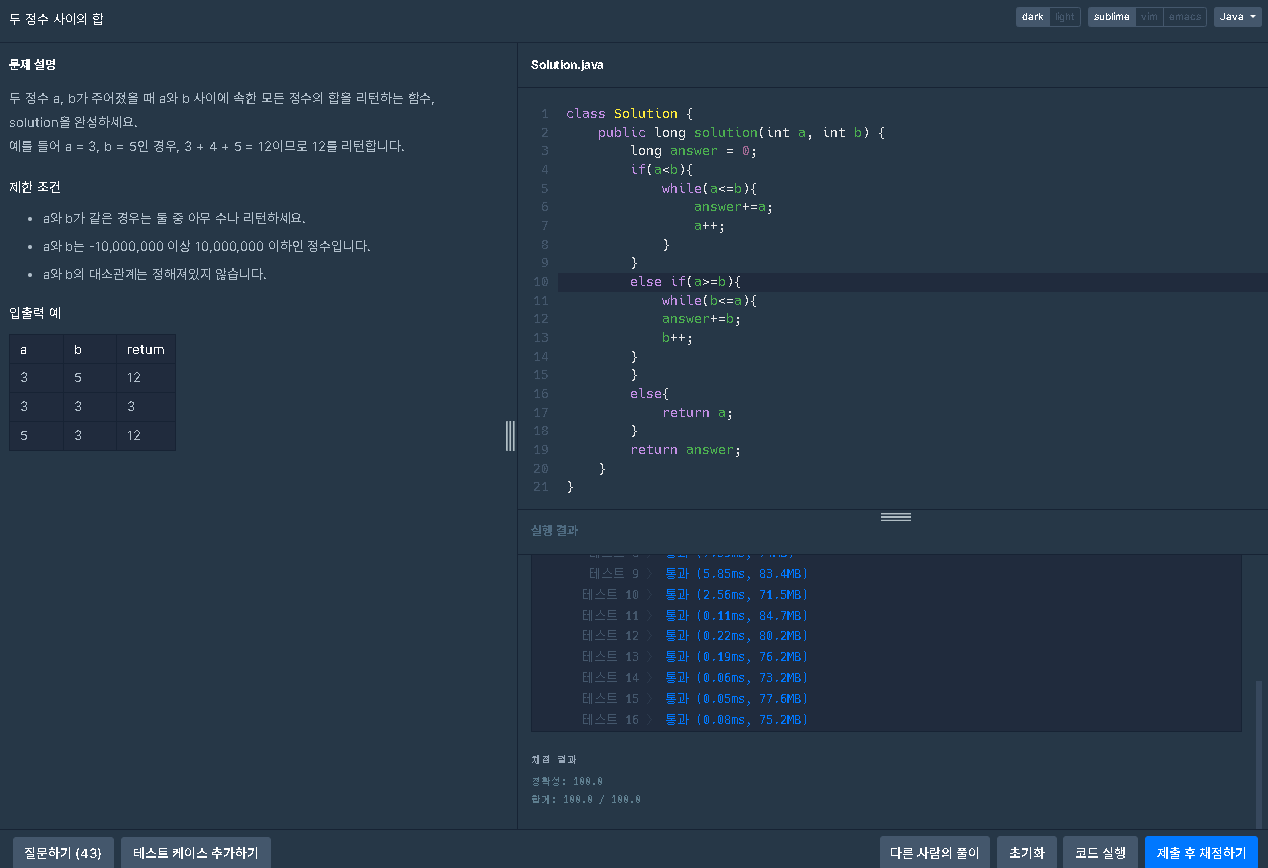 두 정수 사이의 합
dark light sublime vim emacs Java
문제 설명
두 정수 a, b가 주어졌을 때 a와 b 사이에 속한 모든 정수의 합을 리턴하는 함수,
solution을 완성하세요.
예를 들어 a = 3, b = 5인 경우, 3 + 4 + 5 = 12이므로 12를 리턴합니다.
제한 조건
• a와 b가 같은 경우는 둘 중 아무 수나 리턴하세요.
• a와 b는 -10,000,000 이상 10,000,000 이하인 정수입니다.
• a와 b의 대소관계는 정해져있지 않습니다.
입출력 예
a b return
3 5 12
3 3 3
5 3 12
Solution.java
1 class Solution {
2 public long solution(int a, int b) {
3 long answer = 0;
4 if(a<b){
5 while(a<=b){
6 answer+=a;
7 a++;
8 }
9 }
10 else if(a>=b){
11 while(b<=a){
12 answer+=b;
13 b++;
14 }
15 }
16 else{
17 return a;
18 }
19 return answer;
20 }
21 }
실행 결과
테스트 9 > 통과 (5.85ms, 83.4MB)
테스트 10 > 통과 (2.56ms, 71.5MB)
테스트 11 > 통과 (0.11ms, 84.7MB)
테스트 12 > 통과 (0.22ms, 80.2MB)
테스트 13 > 통과 (0.19ms, 76.2MB)
테스트 14 > 통과 (0.06ms, 73.2MB)
테스트 15 > 통과 (0.05ms, 77.6MB)
테스트 16 > 통과 (0.08ms, 75.2MB)
채점 결과
정확성: 100.0
합계: 100.0 / 100.0
질문하기 (43) 테스트 케이스 추가하기 다른 사람의 풀이 초기화 코드 실행 제출 후 채점하기